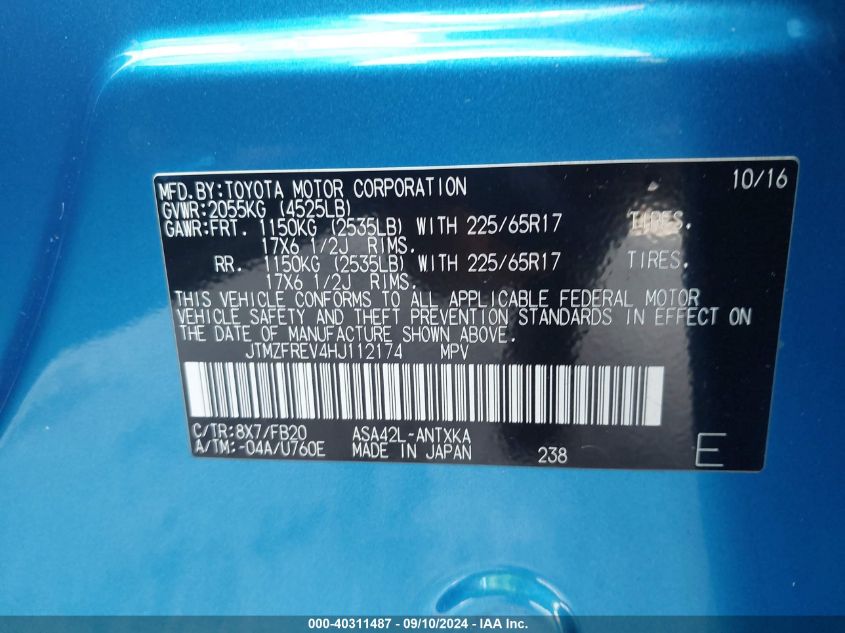 MFD.BY:TOYOTA MOTOR CORPORATION 10/16
GVWR:2055KG (4525LB)
GAWR:FRT. 1150KG (2535LB) WITH 225/65R17 TIRES.
17X6 1/2J RIMS.
RR. 1150KG (2535LB) WITH 225/65R17 TIRES.
17X6 1/2J RIMS.
THIS VEHICLE CONFORMS TO ALL APPLICABLE FEDERAL MOTOR
VEHICLE SAFETY AND THEFT PREVENTION STANDARDS IN EFFECT ON
THE DATE OF MANUFACTURE SHOWN ABOVE.
JTMZFREV4HJ112174 MPV
C/TR:8X7/FB20 ASA42L-ANTXKA
A/TM:-04A/U760E MADE IN JAPAN 238 E
000-40311487 - 09/10/2024 - IAA Inc.